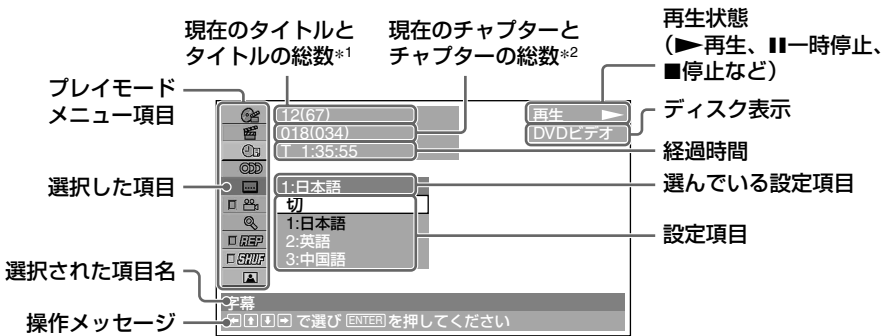 現在のタイトルと
タイトルの総数*1
現在のチャプターと
チャプターの総数*2
再生状態
(▶再生、❚❚一時停止、
■停止など)
プレイモード
メニュー項目
12(67)
018(034)
T 1:35:55
再生 ▶
DVDビデオ
ディスク表示
経過時間
選択した項目
1:日本語
選んでいる設定項目
切
1:日本語
2:英語
3:中国語
設定項目
REP
SHUF
選択された項目名
字幕
操作メッセージ
←↑↓→で選び ENTER を押してください